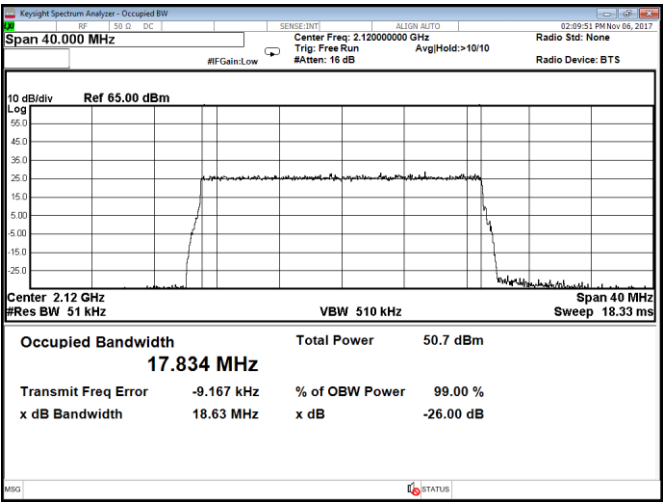 Keysight Spectrum Analyzer - Occupied BW
RF 50 Ω DC SENSE:INT ALIGN AUTO 02:09:51 PM Nov 06, 2017
Span 40.000 MHz Center Freq: 2.120000000 GHz Radio Std: None
Trig: Free Run Avg|Hold:>10/10
#IFGain:Low #Atten: 16 dB Radio Device: BTS
10 dB/div Ref 65.00 dBm
Log
55.0
45.0
35.0
25.0
15.0
5.00
-5.00
-15.0
-25.0
Center 2.12 GHz Span 40 MHz
#Res BW 51 kHz VBW 510 kHz Sweep 18.33 ms
Occupied Bandwidth Total Power 50.7 dBm
17.834 MHz
Transmit Freq Error -9.167 kHz % of OBW Power 99.00 %
x dB Bandwidth 18.63 MHz x dB -26.00 dB
MSG STATUS